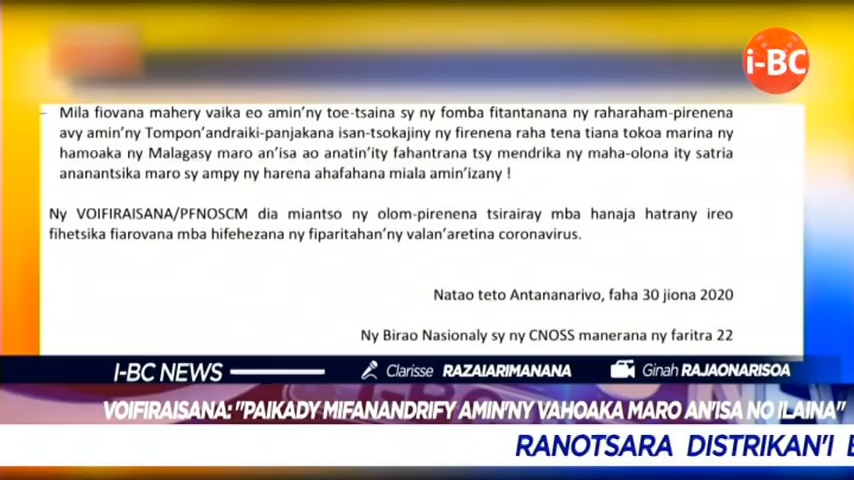 i-BC
- Mila fiovana mahery vaika eo amin'ny toe-tsaina sy ny fomba fitantanana ny raharaham-pirenena
avy amin'ny Tompon'andraiki-panjakana isan-tsokajiny ny firenena raha tena tiana tokoa marina ny
hamoaka ny Malagasy maro an'isa ao anatin'ity fahantrana tsy mendrika ny maha-olona ity satria
ananantsika maro sy ampy ny harena ahafahana miala amin'izany !
Ny VOIFIRAISANA/PFNOSCM dia miantso ny olom-pirenena tsirairay mba hanaja hatrany ireo
fihetsika fiarovana mba hifehezana ny fiparitahan'ny valan'aretina coronavirus.
Natao teto Antananarivo, faha 30 jiona 2020
Ny Birao Nasionaly sy ny CNOSS manerana ny faritra 22
I-BC NEWS Clarisse RAZAIARIMANANA Ginah RAJAONARISOA
VOIFIRAISANA: "PAIKADY MIFANANDRIFY AMIN'NY VAHOAKA MARO AN'ISA NO ILAINA"
RANOTSARA DISTRIKAN'I